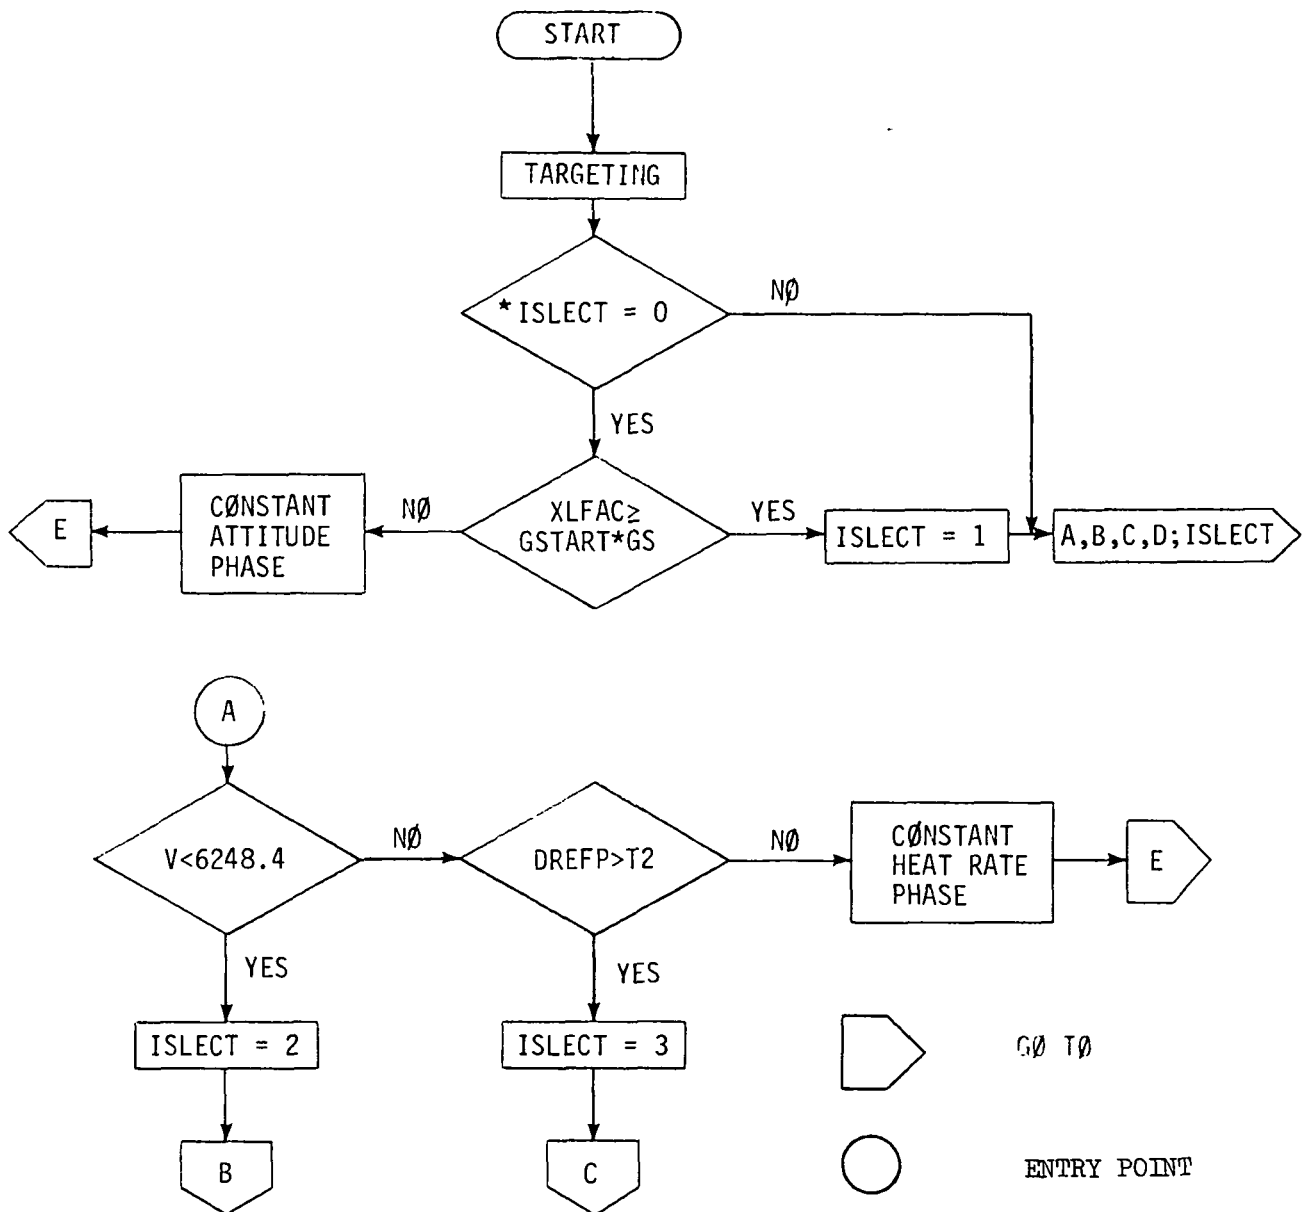 START
TARGETING
*ISLECT = 0
NØ
YES
E
CØNSTANT
ATTITUDE
PHASE
NØ
XLFAC≥
GSTART*GS
YES
ISLECT = 1
A,B,C,D;ISLECT
A
V<6248.4
NØ
DREFP>T2
NØ
CØNSTANT
HEAT RATE
PHASE
E
YES
YES
ISLECT = 2
ISLECT = 3
GØ TØ
B
C
ENTRY POINT